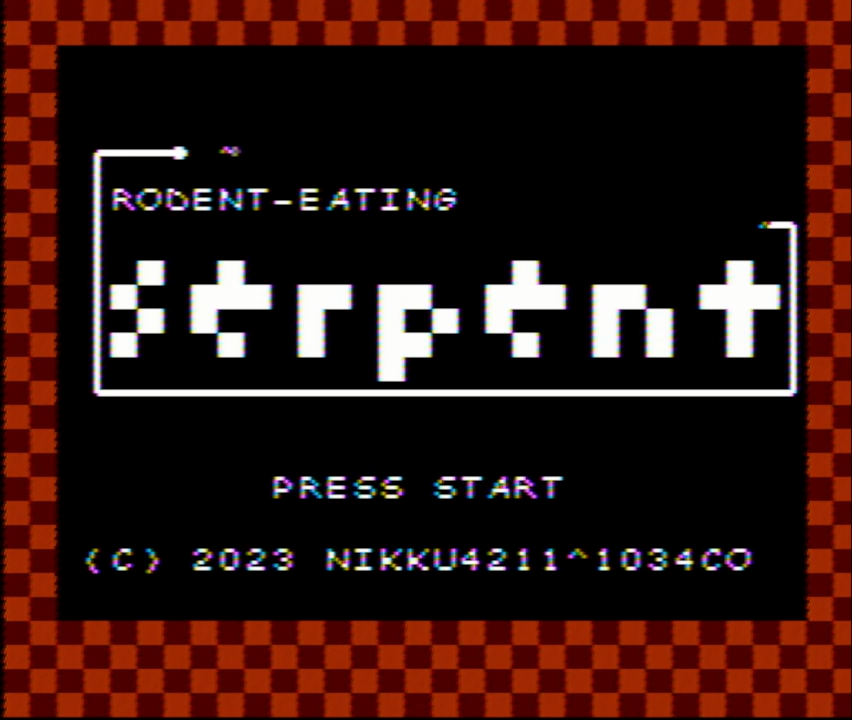 RODENT-EATING
Serpent
PRESS START
(C) 2023 NIKKU4211^1034CO